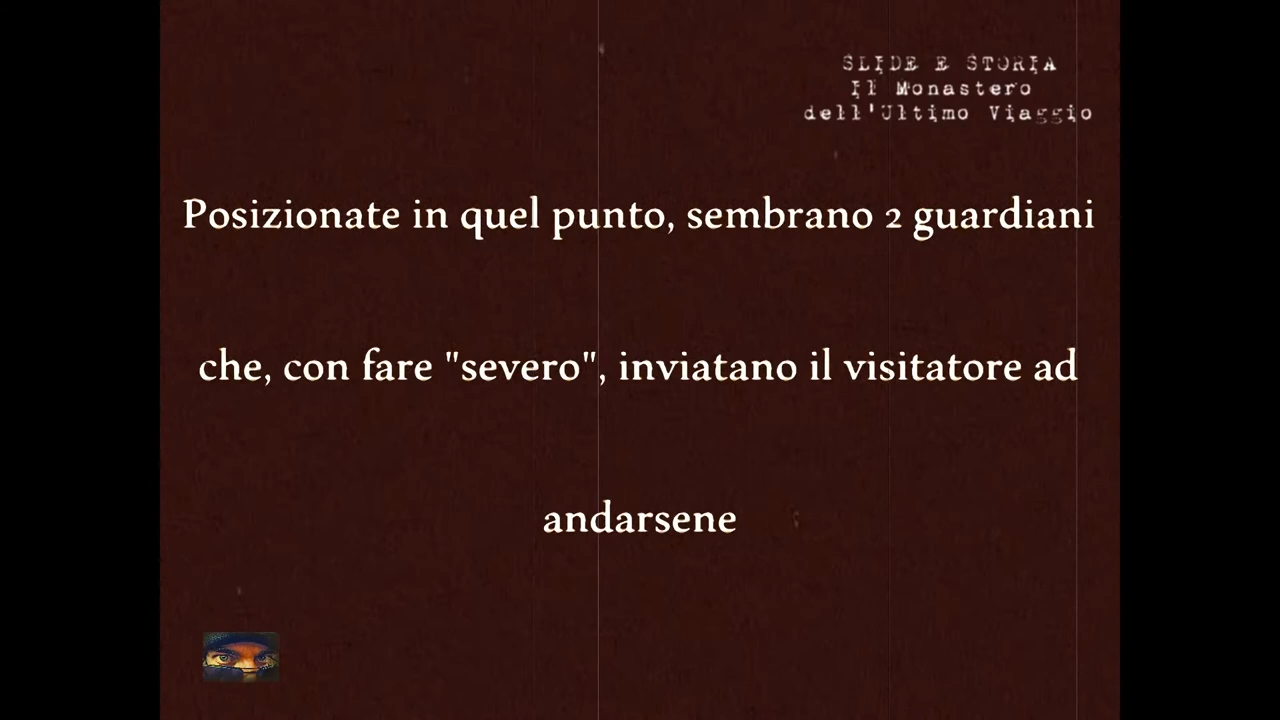 SLIDE E STORIA
Il Monastero
dell'Ultimo Viaggio
Posizionate in quel punto, sembrano 2 guardiani
che, con fare "severo", inviatano il visitatore ad
andarsene